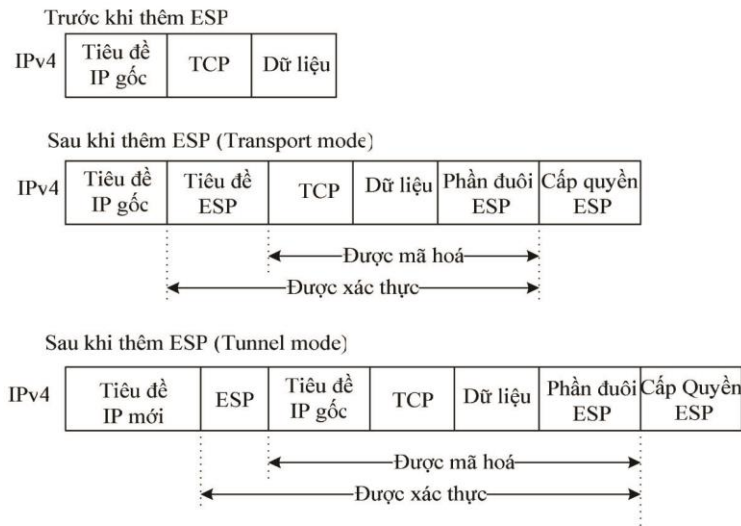 Trước khi thêm ESP
IPv4
Tiêu đề
IP gốc
TCP
Dữ liệu
Sau khi thêm ESP (Transport mode)
IPv4
Tiêu đề
IP gốc
Tiêu đề
ESP
TCP
Dữ liệu
Phần đuôi
ESP
Cấp quyền
ESP
Được mã hoá
Được xác thực
Sau khi thêm ESP (Tunnel mode)
IPv4
Tiêu đề
IP mới
ESP
Tiêu đề
IP gốc
TCP
Dữ liệu
Phần đuôi
ESP
Cấp Quyền
ESP
Được mã hoá
Được xác thực